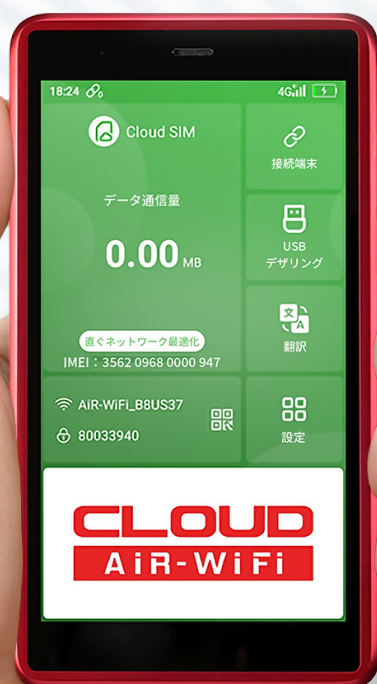 18:24
4G
Cloud SIM
データ通信量
0.00 MB
直ぐネットワーク最適化
IMEI：3562 0968 0000 947
AiR-WiFi_B8US37
80033940
接続端末
USB
デザリング
文
A
翻訳
設定
CLOUD
AiR-WiFi